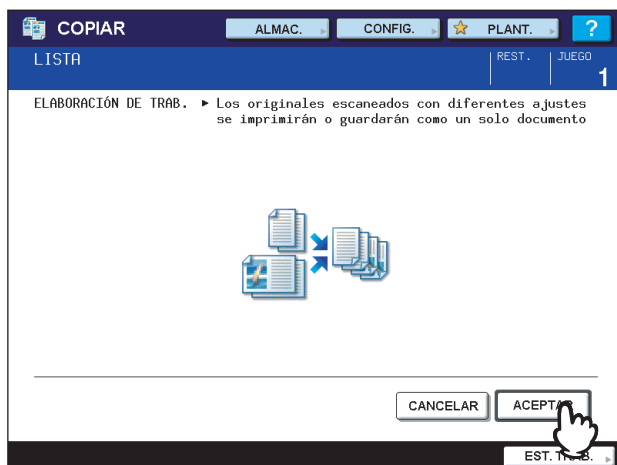 COPIAR
ALMAC.
CONFIG.
PLANT.
?
LISTA
REST.
JUEGO
1
ELABORACIÓN DE TRAB. ► Los originales escaneados con diferentes ajustes
se imprimirán o guardarán como un solo documento
CANCELAR
ACEPTAR
EST. TRAB.